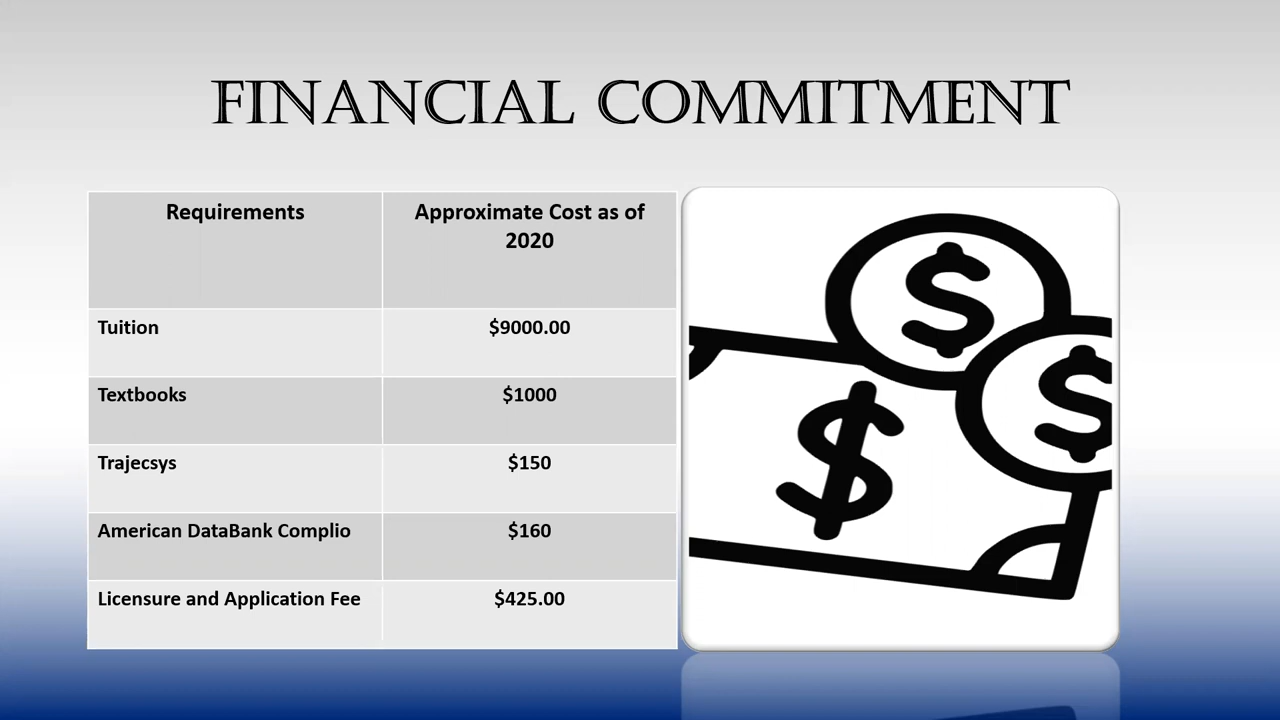 FINANCIAL COMMITMENT
Requirements
Approximate Cost as of
2020
Tuition
$9000.00
Textbooks
$1000
Trajecsys
$150
American DataBank Complio
$160
Licensure and Application Fee
$425.00
$
$
$